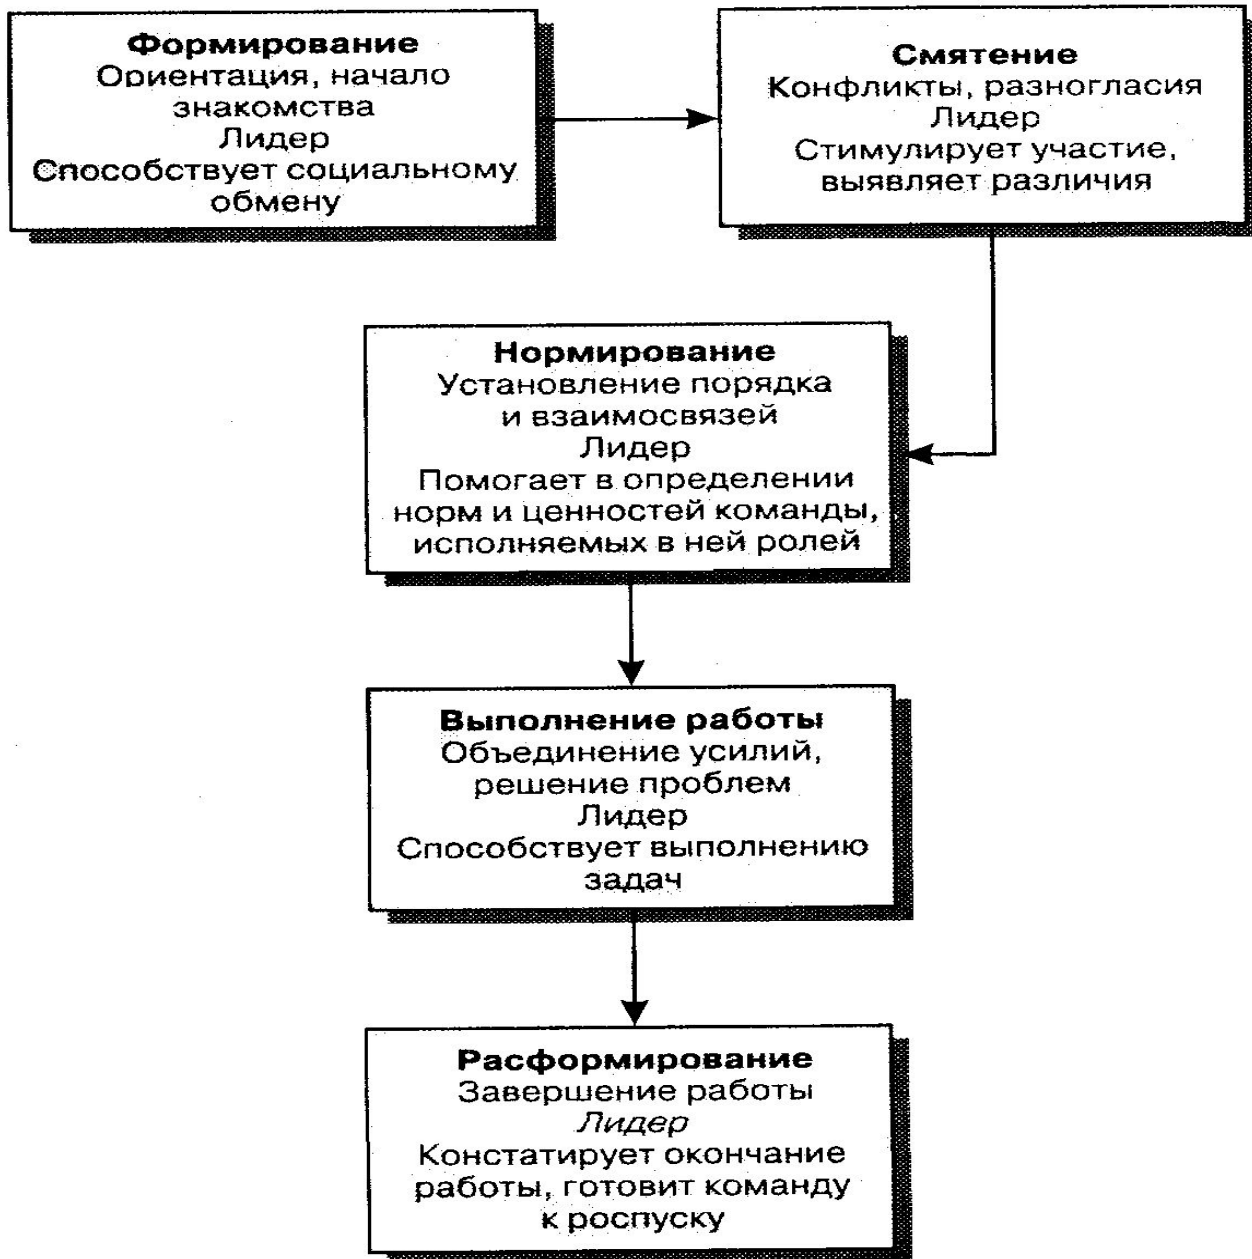 Формирование
Ориентация, начало
знакомства
Лидер
Способствует социальному
обмену
Смятение
Конфликты, разногласия
Лидер
Стимулирует участие,
выявляет различия
Нормирование
Установление порядка
и взаимосвязей
Лидер
Помогает в определении
норм и ценностей команды,
исполняемых в ней ролей
Выполнение работы
Объединение усилий,
решение проблем
Лидер
Способствует выполнению
задач
Расформирование
Завершение работы
Лидер
Констатирует окончание
работы, готовит команду
к роспуску